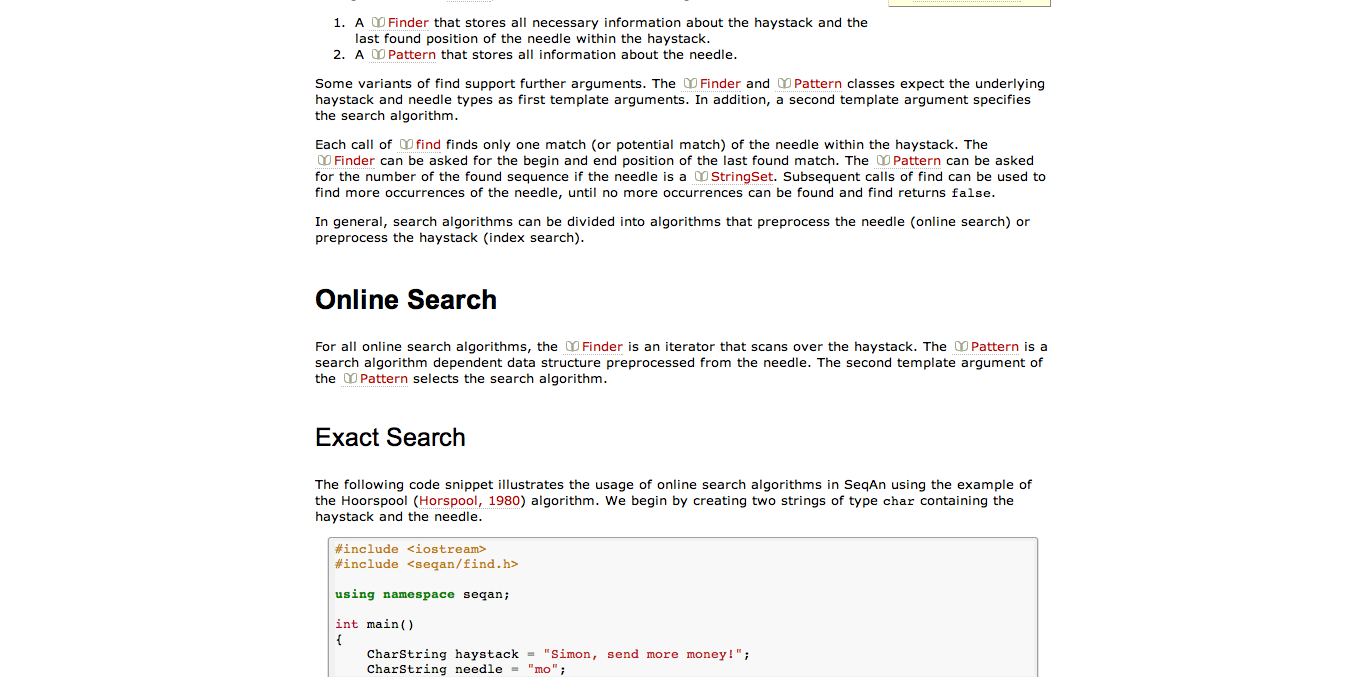 1. A Finder that stores all necessary information about the haystack and the
last found position of the needle within the haystack.
2. A Pattern that stores all information about the needle.
Some variants of find support further arguments. The Finder and Pattern classes expect the underlying
haystack and needle types as first template arguments. In addition, a second template argument specifies
the search algorithm.
Each call of find finds only one match (or potential match) of the needle within the haystack. The
Finder can be asked for the begin and end position of the last found match. The Pattern can be asked
for the number of the found sequence if the needle is a StringSet. Subsequent calls of find can be used to
find more occurrences of the needle, until no more occurrences can be found and find returns false.
In general, search algorithms can be divided into algorithms that preprocess the needle (online search) or
preprocess the haystack (index search).
Online Search
For all online search algorithms, the Finder is an iterator that scans over the haystack. The Pattern is a
search algorithm dependent data structure preprocessed from the needle. The second template argument of
the Pattern selects the search algorithm.
Exact Search
The following code snippet illustrates the usage of online search algorithms in SeqAn using the example of
the Hoorspool (Horspool, 1980) algorithm. We begin by creating two strings of type char containing the
haystack and the needle.
#include <iostream>
#include <seqan/find.h>
using namespace seqan;
int main()
{
CharString haystack = "Simon, send more money!";
CharString needle = "mo";